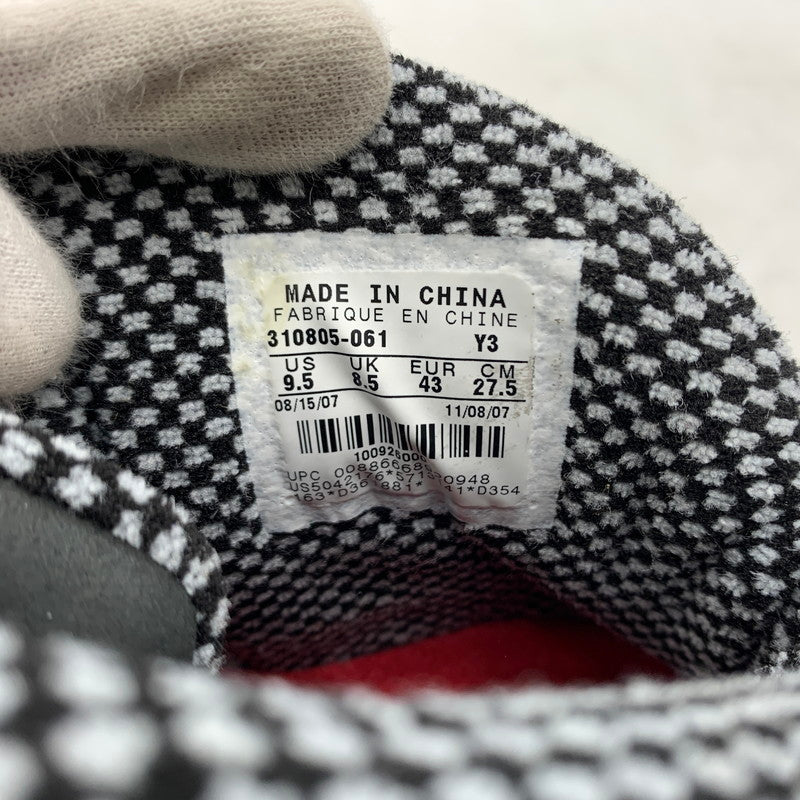 MADE IN CHINA
FABRIQUE EN CHINE
310805-061 Y3
US UK EUR CM
9.5 8.5 43 27.5
08/15/07 11/08/07
UPC